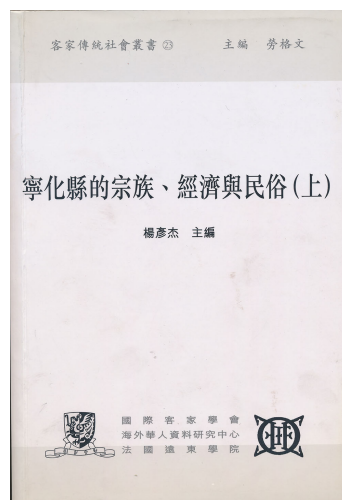 客家傳統社會叢書㉓ 主編 勞格文
寧化縣的宗族、經濟與民俗(上)
楊彥杰 主編
國際客家學會
海外華人資料研究中心
法國遠東學院